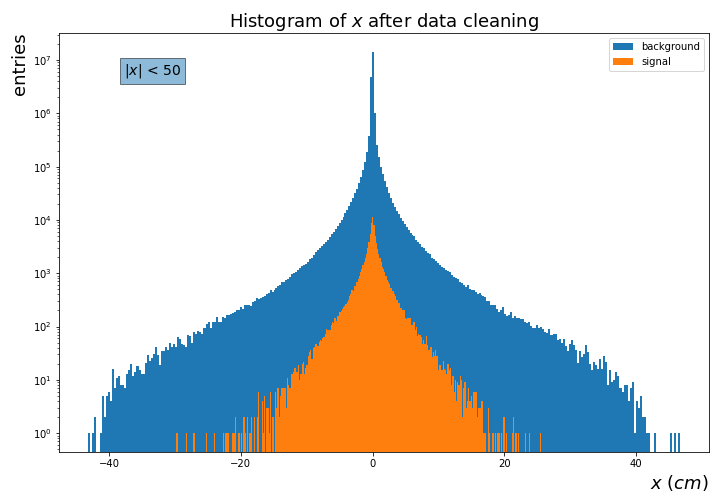 Histogram of x after data cleaning
entries
|x| < 50
background
signal
10⁷
10⁶
10⁵
10⁴
10³
10²
10¹
10⁰
−40
−20
0
20
40
x (cm)